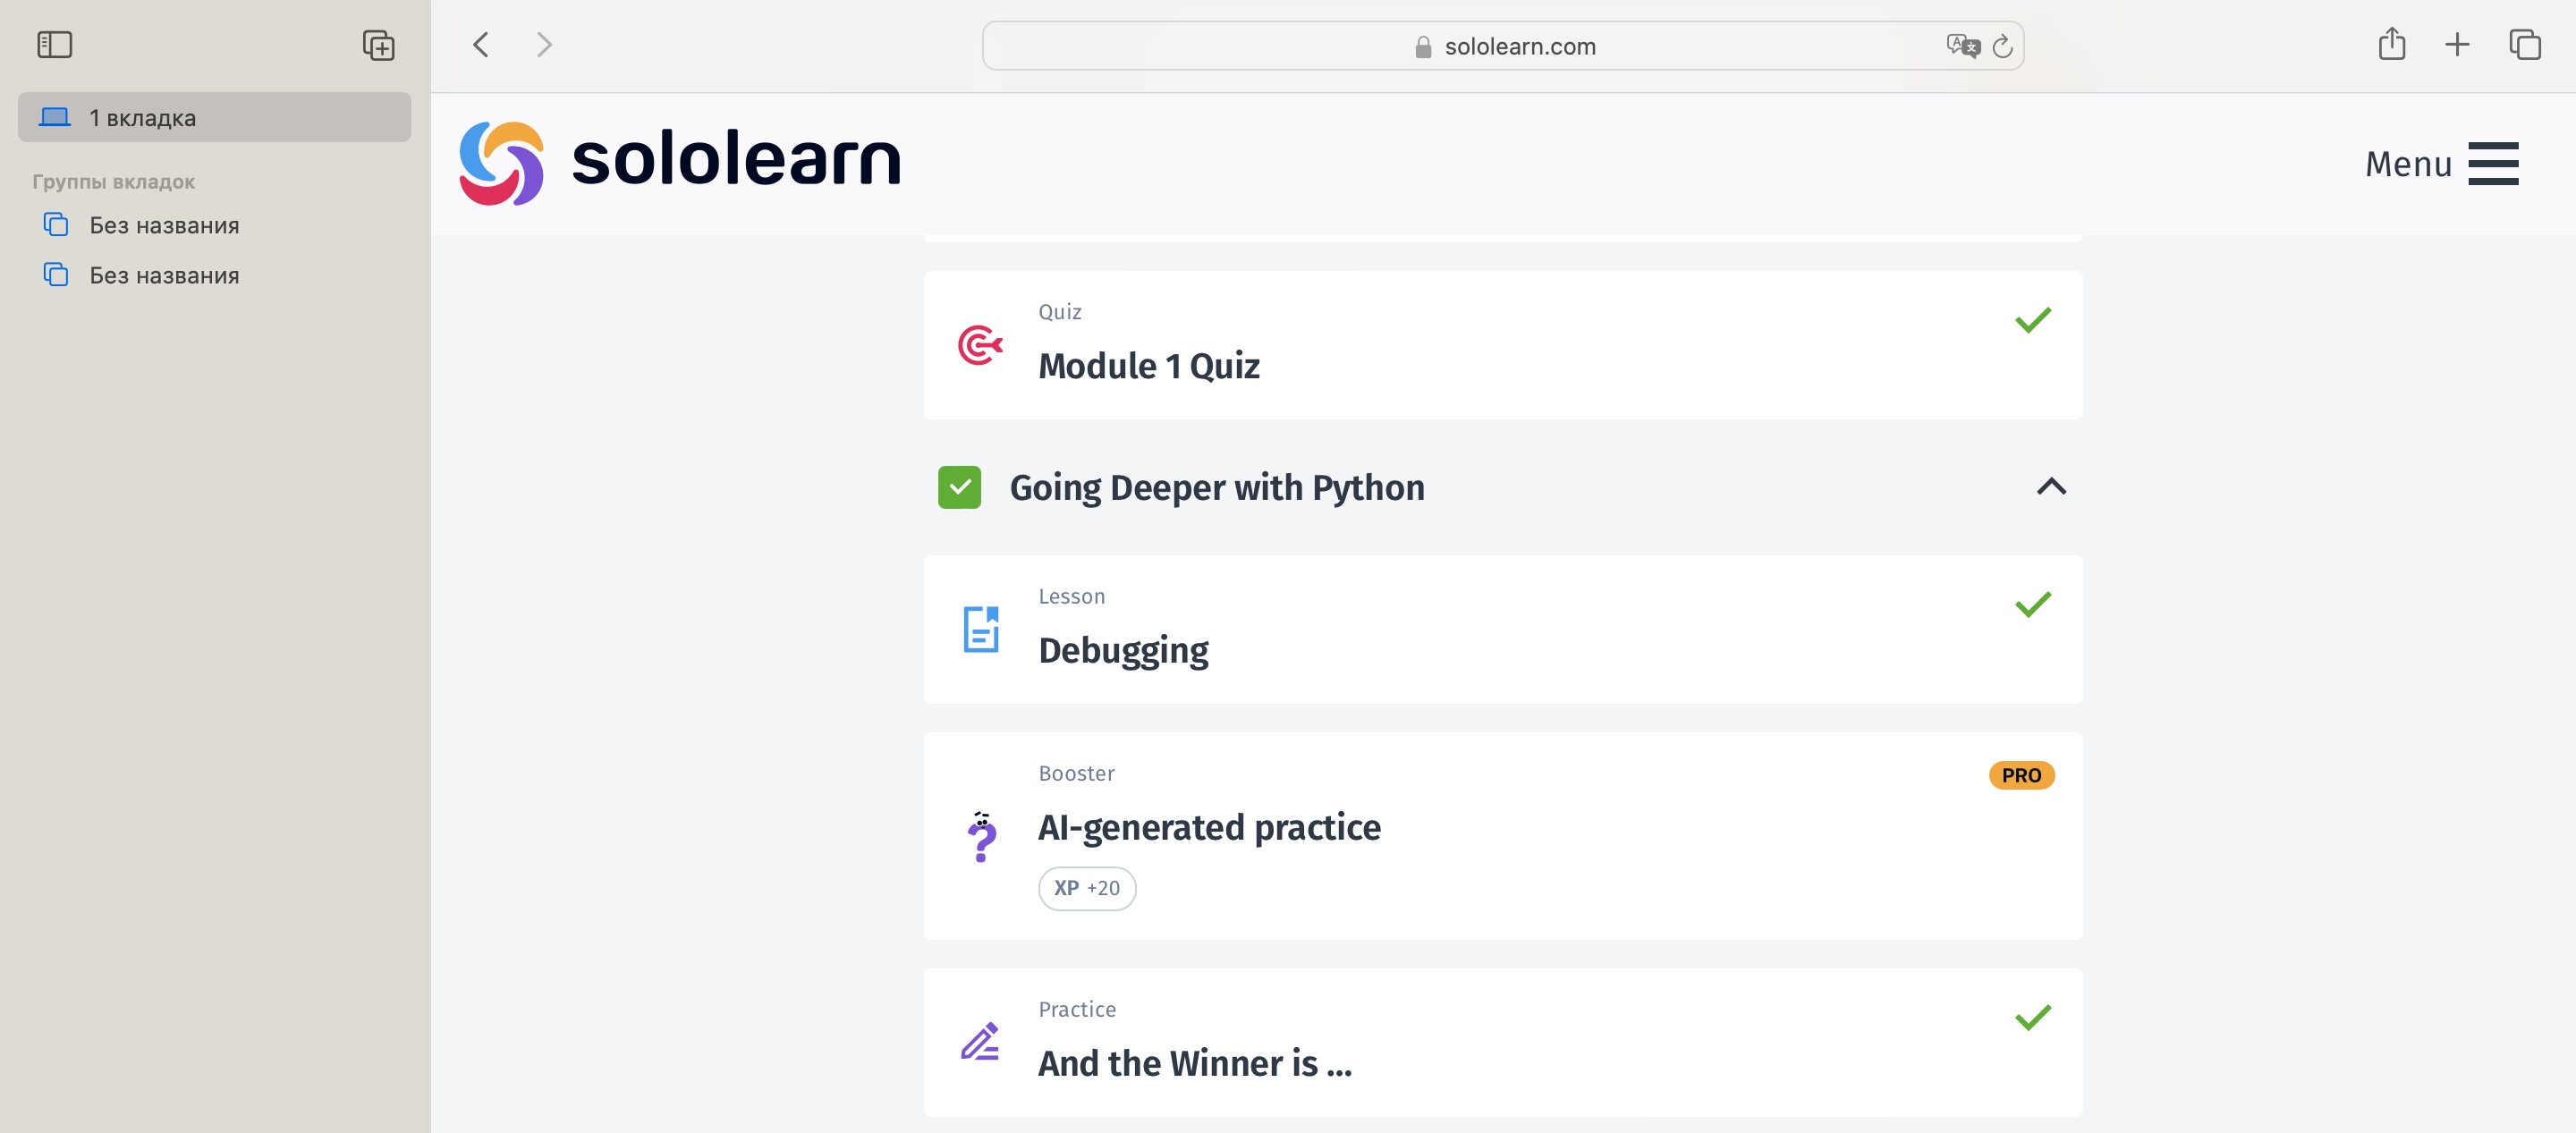 sololearn.com
1 вкладка
Группы вкладок
Без названия
Без названия
sololearn
Menu
Quiz
Module 1 Quiz
Going Deeper with Python
Lesson
Debugging
Booster
PRO
AI-generated practice
XP +20
Practice
And the Winner is ...